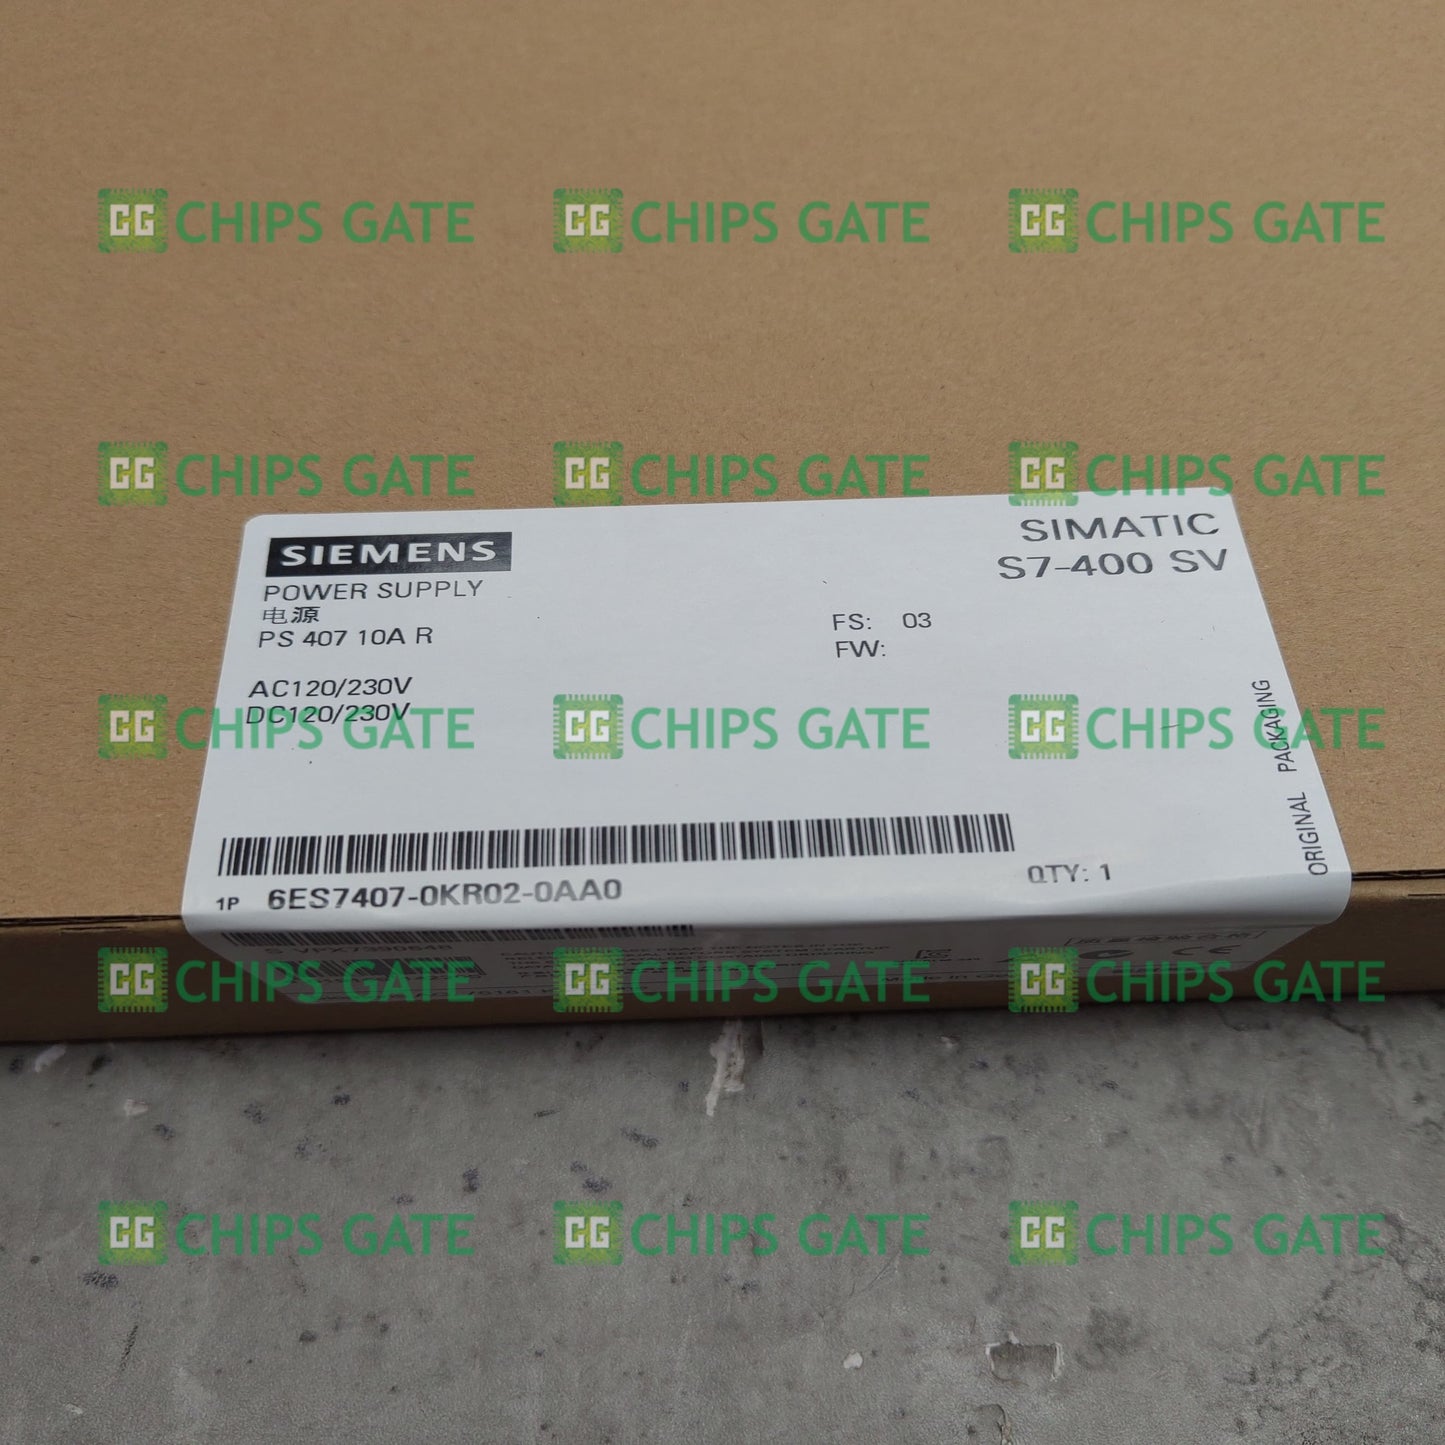 CG CHIPS GATE CG CHIPS GATE CG CHIPS GATE
CG CHIPS GATE CG CHIPS GATE CG CHIPS GATE
SIEMENS
SIMATIC
S7-400 SV
POWER SUPPLY
电源
PS 407 10A R
FS: 03
FW:
AC120/230V
DC120/230V
CG CHIPS GATE CG CHIPS GATE CG CHIPS GATE
ORIGINAL PACKAGING
QTY: 1
1P 6ES7407-0KR02-0AA0
CG CHIPS GATE CG CHIPS GATE CG CHIPS GATE
CG CHIPS GATE CG CHIPS GATE CG CHIPS GATE